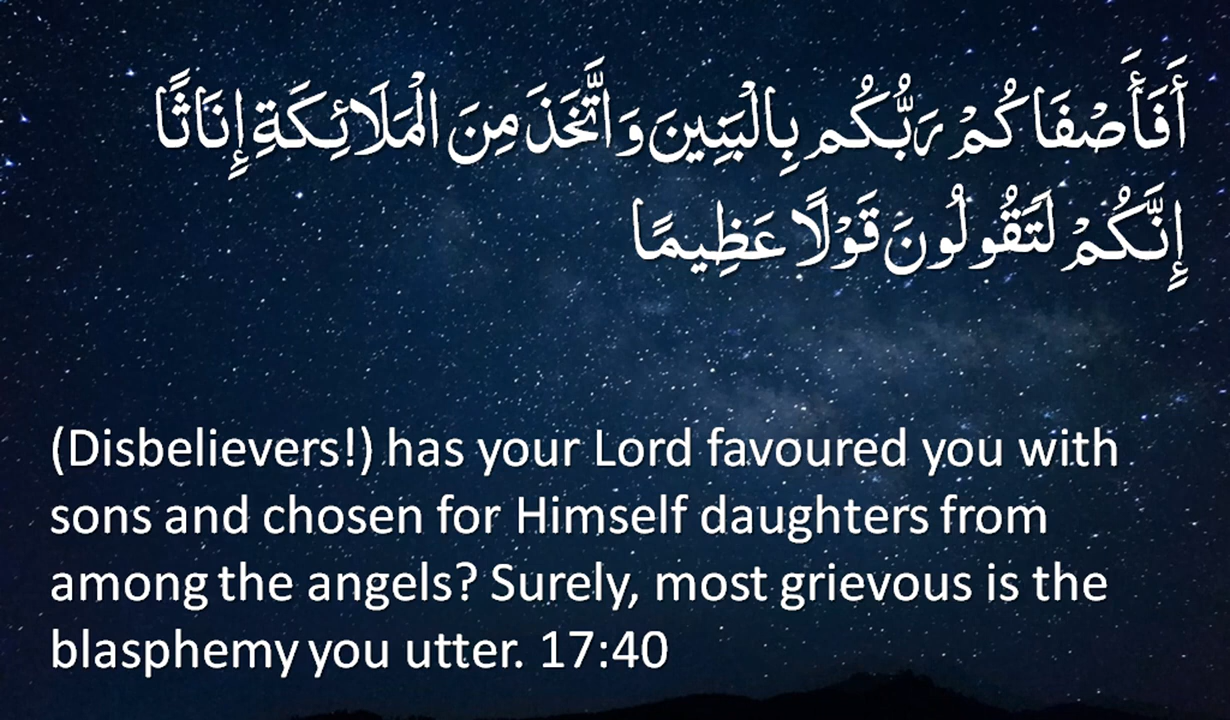 أَفَأَصْفَاكُمْ رَبُّكُم بِالْبَنِينَ وَاتَّخَذَ مِنَ الْمَلَائِكَةِ إِنَاثًا
إِنَّكُمْ لَتَقُولُونَ قَوْلًا عَظِيمًا
(Disbelievers!) has your Lord favoured you with
sons and chosen for Himself daughters from
among the angels? Surely, most grievous is the
blasphemy you utter. 17:40